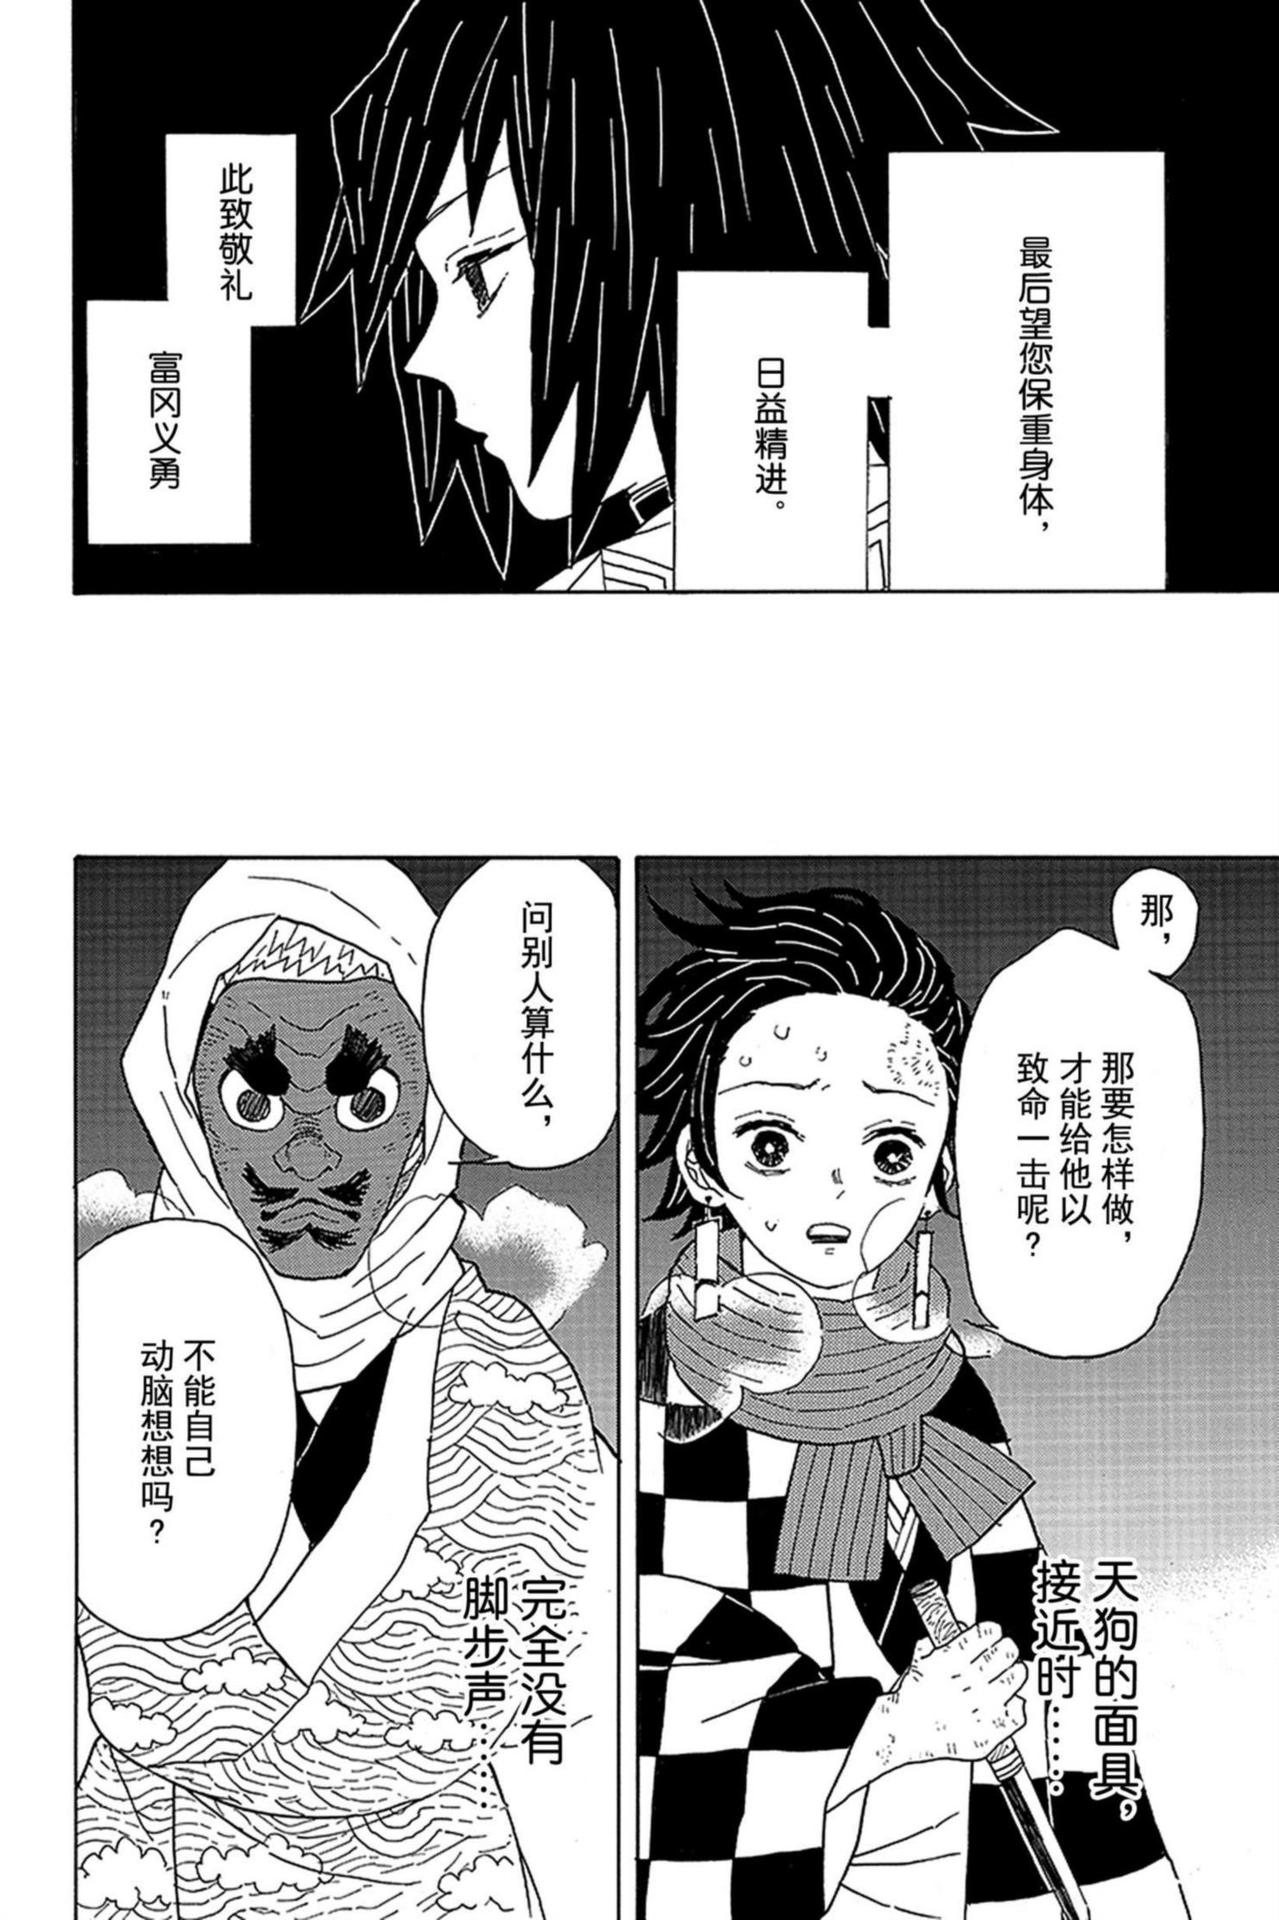 最后望您保重身体，
日益精进。
此致敬礼
富冈义勇
那，
那要怎样做，
才能给他以
致命一击呢？
天狗的面具，
接近时……
问别人算什么，
不能自己
动脑想想吗？
完全没有
脚步声……